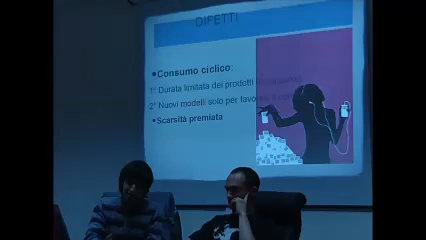 DIFETTI
•Consumo ciclico:
1° Durata limitata dei prodotti
2° Nuovi modelli solo per
•Scarsità premiata